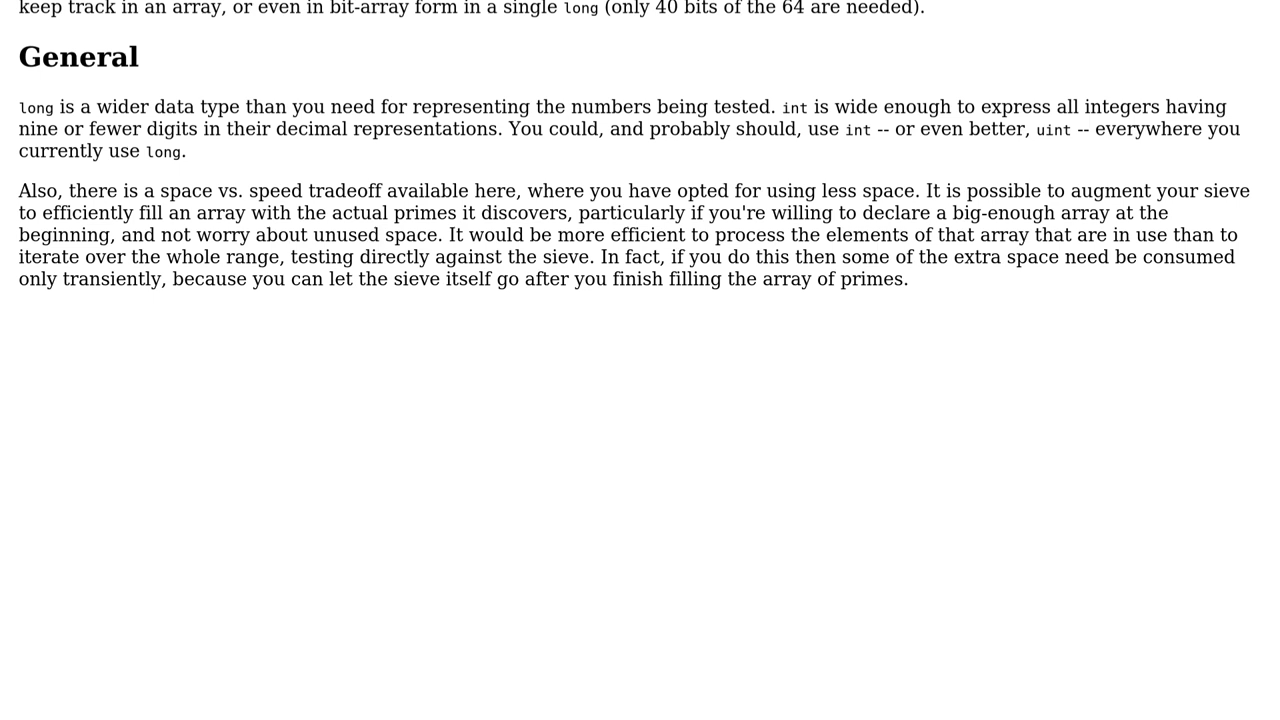 keep track in an array, or even in bit-array form in a single long (only 40 bits of the 64 are needed).
General
long is a wider data type than you need for representing the numbers being tested. int is wide enough to express all integers having
nine or fewer digits in their decimal representations. You could, and probably should, use int -- or even better, uint -- everywhere you
currently use long.
Also, there is a space vs. speed tradeoff available here, where you have opted for using less space. It is possible to augment your sieve
to efficiently fill an array with the actual primes it discovers, particularly if you're willing to declare a big-enough array at the
beginning, and not worry about unused space. It would be more efficient to process the elements of that array that are in use than to
iterate over the whole range, testing directly against the sieve. In fact, if you do this then some of the extra space need be consumed
only transiently, because you can let the sieve itself go after you finish filling the array of primes.